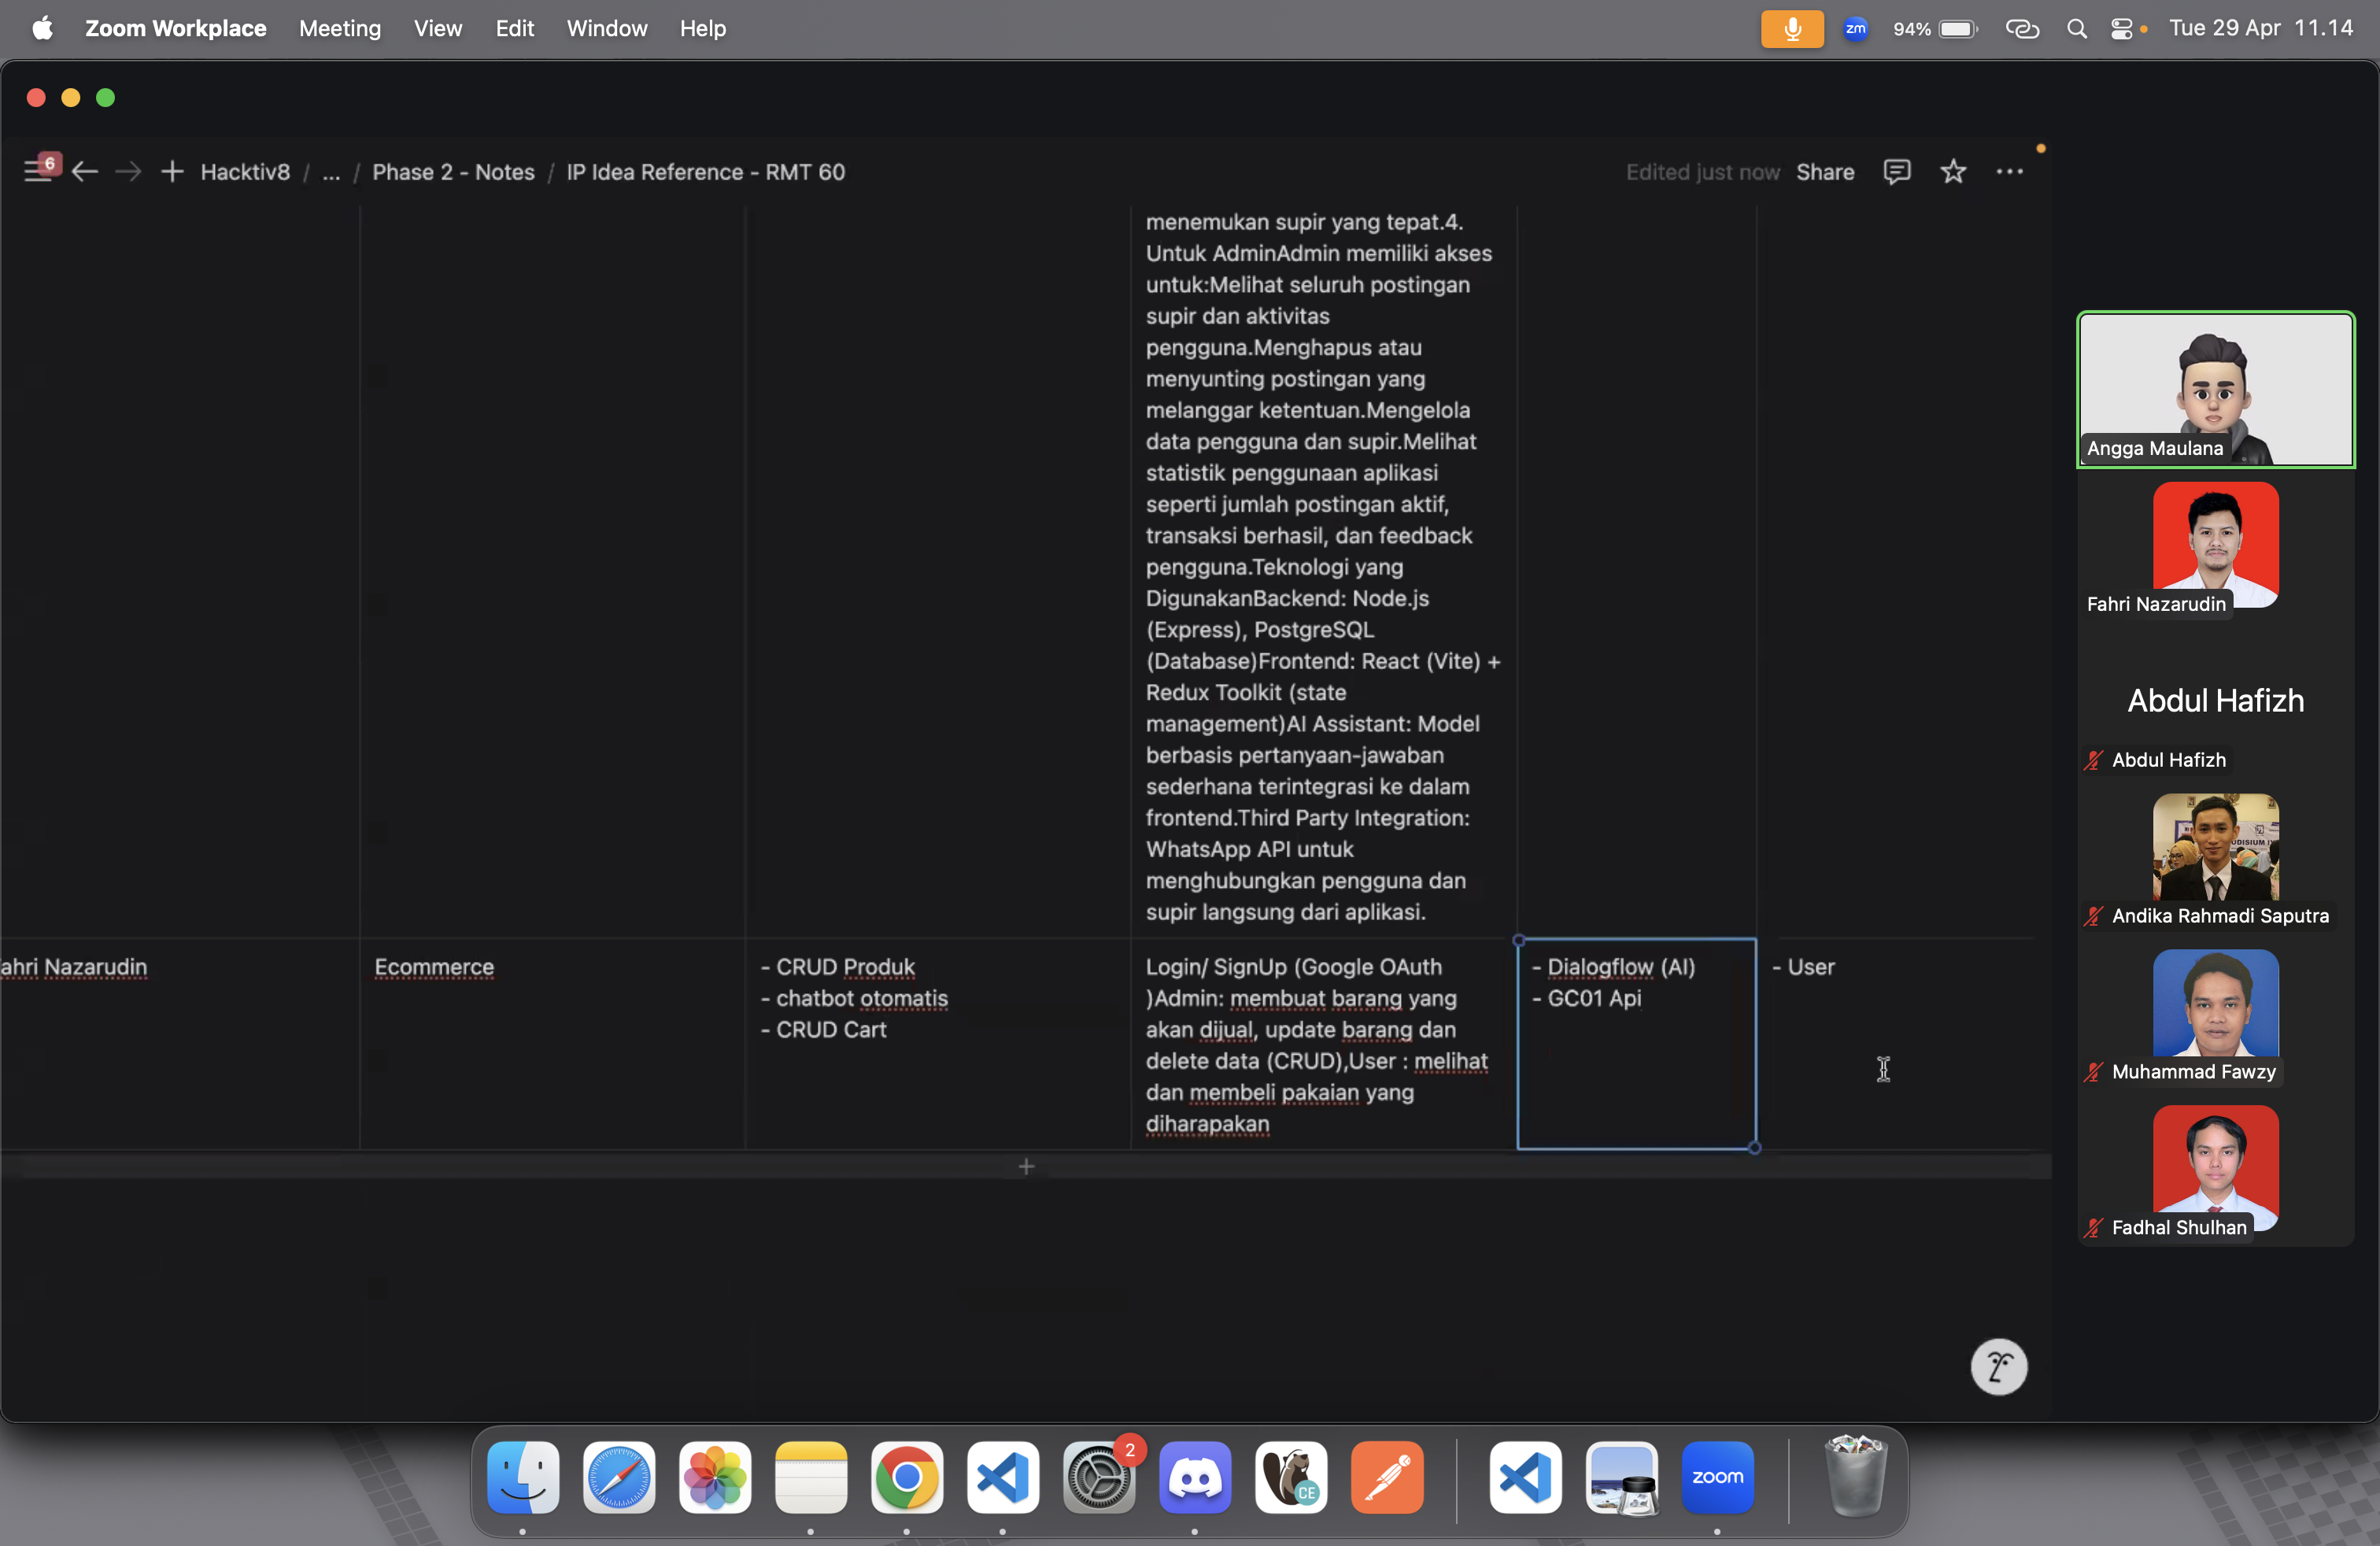 Zoom Workplace Meeting View Edit Window Help
zm 94% Tue 29 Apr 11.14
6 Hacktiv8 / ... / Phase 2 - Notes / IP Idea Reference - RMT 60
Edited just now Share
menemukan supir yang tepat.4.
Untuk AdminAdmin memiliki akses
untuk:Melihat seluruh postingan
supir dan aktivitas
pengguna.Menghapus atau
menyunting postingan yang
melanggar ketentuan.Mengelola
data pengguna dan supir.Melihat
statistik penggunaan aplikasi
seperti jumlah postingan aktif,
transaksi berhasil, dan feedback
pengguna.Teknologi yang
DigunakanBackend: Node.js
(Express), PostgreSQL
(Database)Frontend: React (Vite) +
Redux Toolkit (state
management)AI Assistant: Model
berbasis pertanyaan-jawaban
sederhana terintegrasi ke dalam
frontend.Third Party Integration:
WhatsApp API untuk
menghubungkan pengguna dan
supir langsung dari aplikasi.
ahri Nazarudin
Ecommerce
- CRUD Produk
- chatbot otomatis
- CRUD Cart
Login/ SignUp (Google OAuth
)Admin: membuat barang yang
akan dijual, update barang dan
delete data (CRUD),User : melihat
dan membeli pakaian yang
diharapakan
- Dialogflow (AI)
- GC01 Api
- User
Angga Maulana
Fahri Nazarudin
Abdul Hafizh
Abdul Hafizh
Andika Rahmadi Saputra
Muhammad Fawzy
Fadhal Shulhan
2
CE
zoom